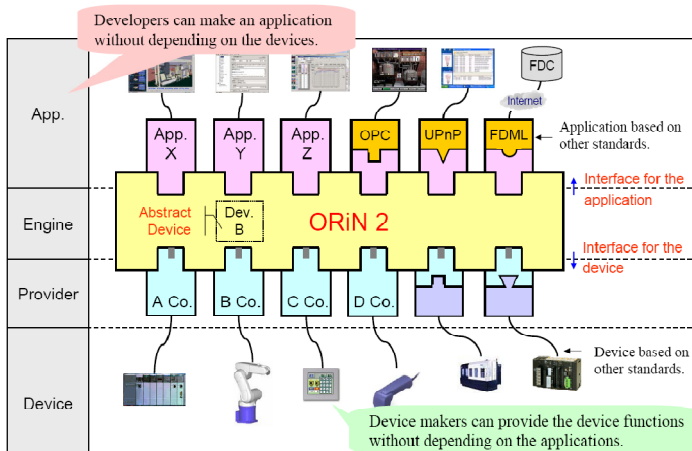 Developers can make an application
without depending on the devices.
FDC
Internet
App.
App.
X
App.
Y
App.
Z
OPC
UPnP
FDML
Application based on
other standards.
Interface for the
application
Engine
Abstract
Device
Dev.
B
ORiN 2
Interface for the
device
Provider
A Co.
B Co.
C Co.
D Co.
Device based on
other standards.
Device
Device makers can provide the device functions
without depending on the applications.